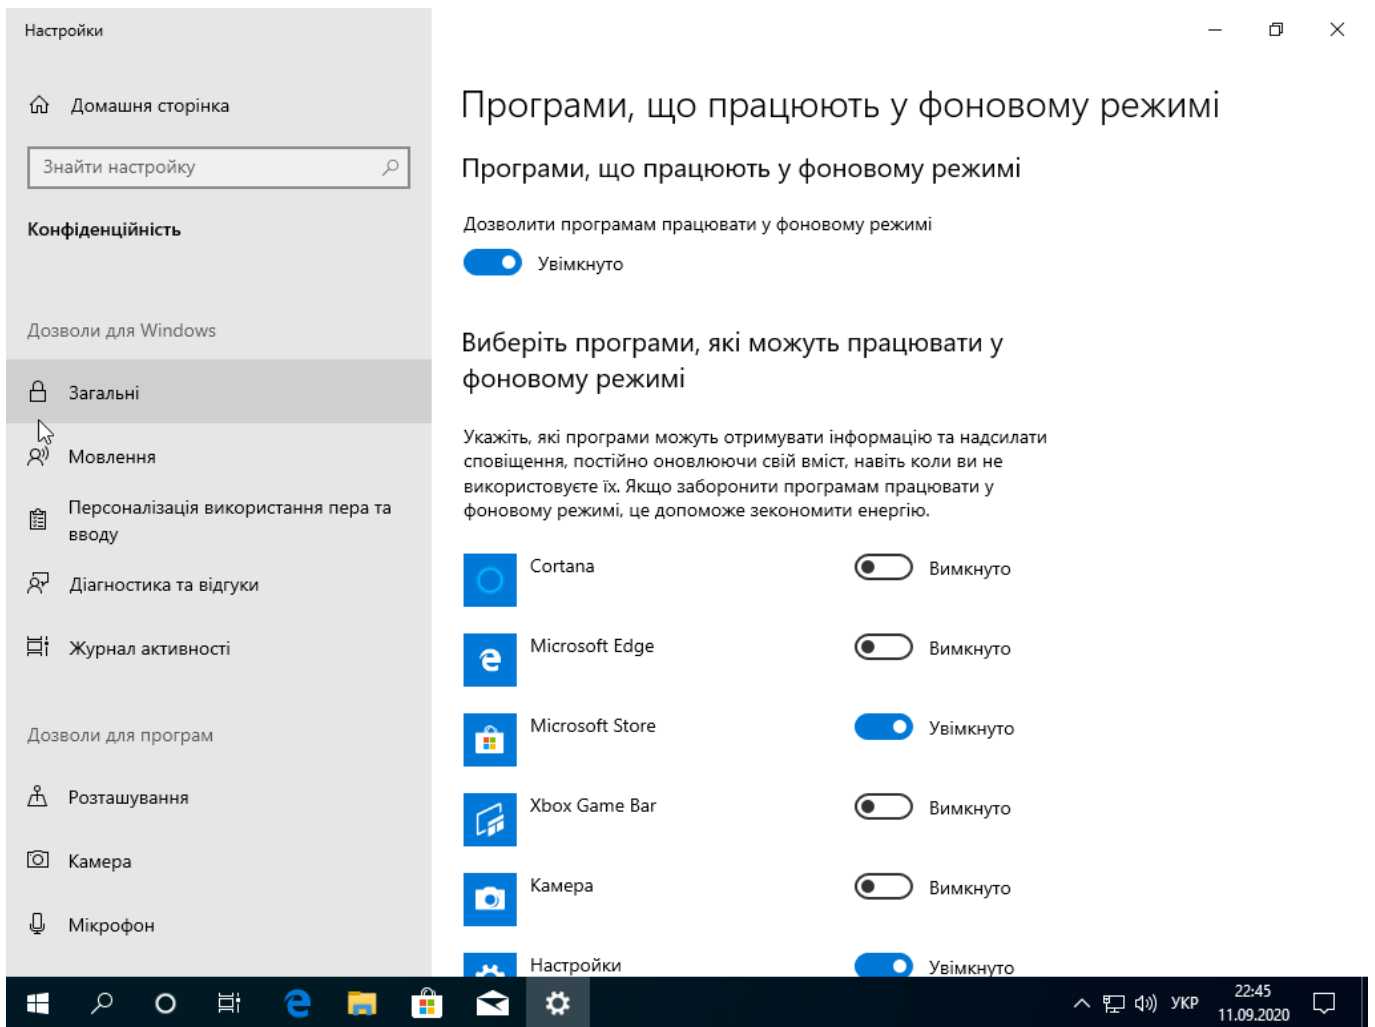 Настройки
Домашня сторінка
Знайти настройку
Конфіденційність
Дозволи для Windows
Загальні
Мовлення
Персоналізація використання пера та
вводу
Діагностика та відгуки
Журнал активності
Дозволи для програм
Розташування
Камера
Мікрофон
Програми, що працюють у фоновому режимі
Програми, що працюють у фоновому режимі
Дозволити програмам працювати у фоновому режимі
Увімкнуто
Виберіть програми, які можуть працювати у
фоновому режимі
Укажіть, які програми можуть отримувати інформацію та надсилати
сповіщення, постійно оновлюючи свій вміст, навіть коли ви не
використовуєте їх. Якщо заборонити програмам працювати у
фоновому режимі, це допоможе зекономити енергію.
Cortana Вимкнуто
Microsoft Edge Вимкнуто
Microsoft Store Увімкнуто
Xbox Game Bar Вимкнуто
Камера Вимкнуто
Настройки Увімкнуто
УКР
22:45
11.09.2020